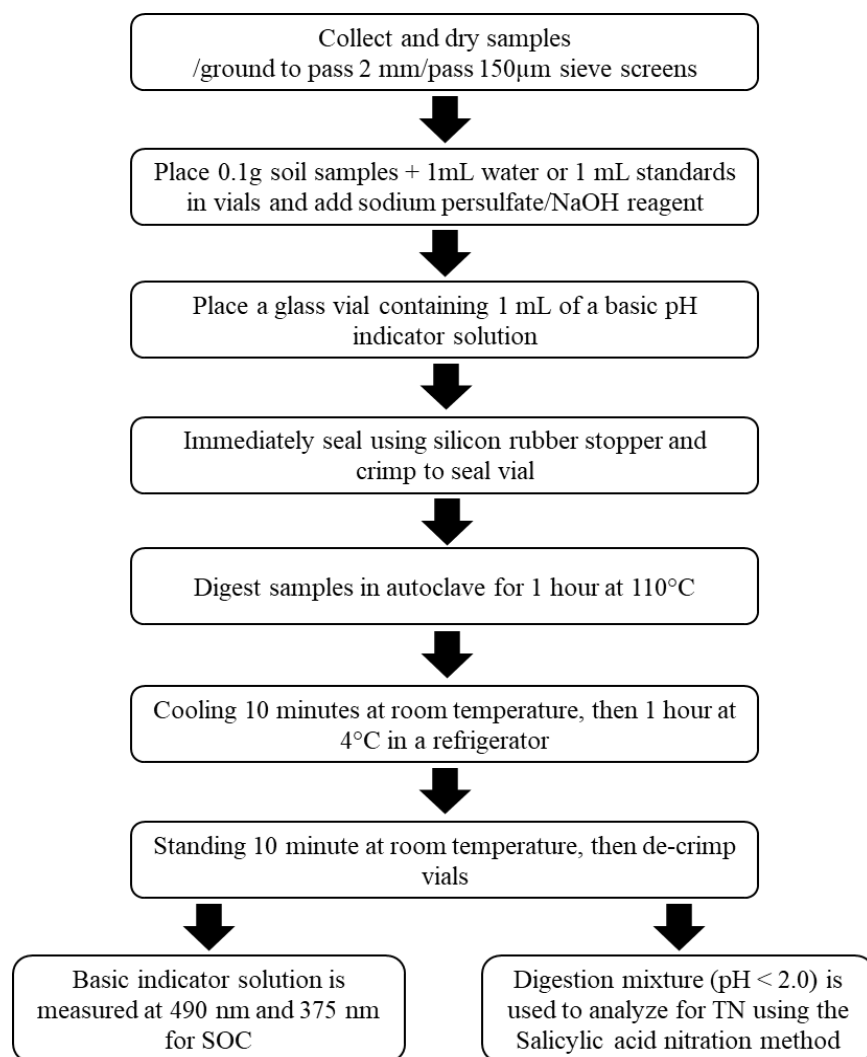 Collect and dry samples
/ground to pass 2 mm/pass 150µm sieve screens
Place 0.1g soil samples + 1mL water or 1 mL standards
in vials and add sodium persulfate/NaOH reagent
Place a glass vial containing 1 mL of a basic pH
indicator solution
Immediately seal using silicon rubber stopper and
crimp to seal vial
Digest samples in autoclave for 1 hour at 110°C
Cooling 10 minutes at room temperature, then 1 hour at
4°C in a refrigerator
Standing 10 minute at room temperature, then de-crimp
vials
Basic indicator solution is
measured at 490 nm and 375 nm
for SOC
Digestion mixture (pH < 2.0) is
used to analyze for TN using the
Salicylic acid nitration method